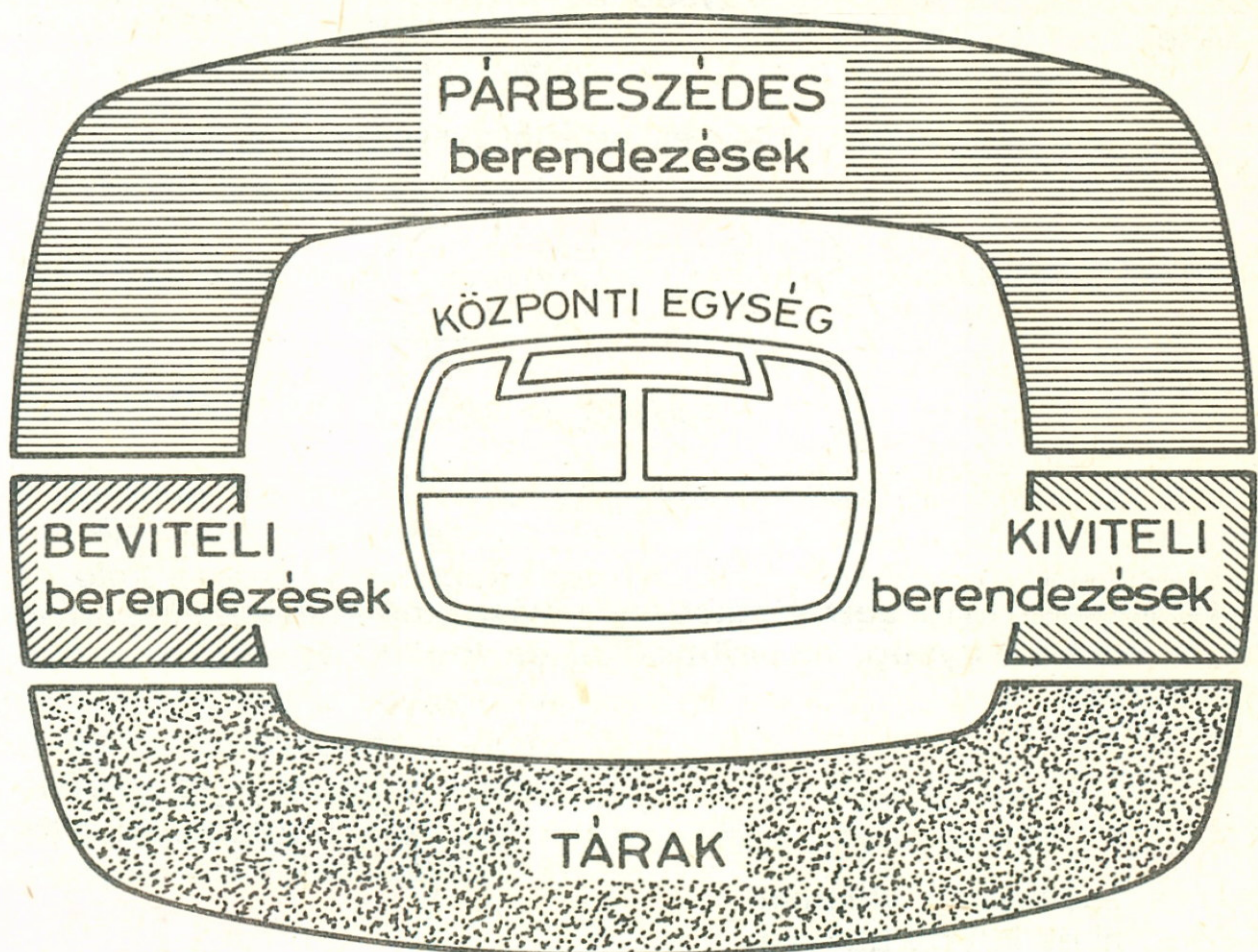 PÁRBESZÉDES
berendezések
KÖZPONTI EGYSÉG
BEVITELI
berendezések
KIVITELI
berendezések
TÁRAK